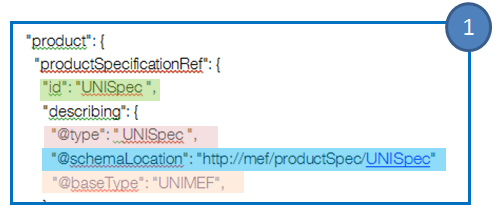 1
"product": {
"productSpecificationRef": {
"id": "UNISpec ",
"describing": {
"@type": " UNISpec ",
"@schemaLocation": "http://mef/productSpec/UNISpec"
"@baseType": "UNIMEF",